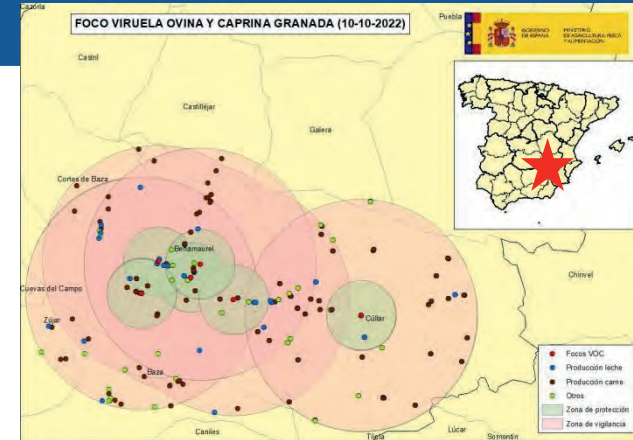 Cazorla
FOCO VIRUELA OVINA Y CAPRINA GRANADA (10-10-2022)
Puebla
GOBIERNO DE ESPAÑA
MINISTERIO DE AGRICULTURA, PESCA Y ALIMENTACIÓN
Castril
Castilléjar
Galera
Cortes de Baza
Benamaurel
Cuevas del Campo
Chirivel
Zújar
Cúllar
Baza
Focos VOC
Producción leche
Producción carne
Otros
Zona de protección
Zona de vigilancia
Caniles
Lúcar
Somontín